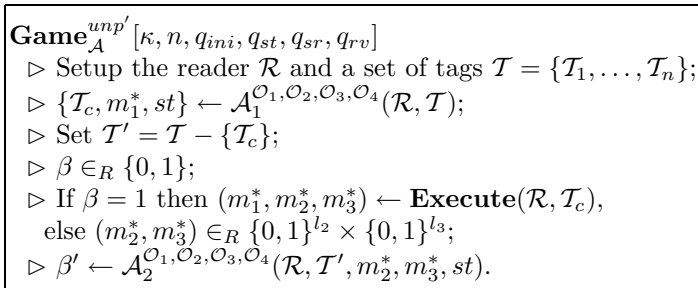 Game_𝒜^{unp'}[κ, n, q_{ini}, q_{st}, q_{sr}, q_{rv}]
▷ Setup the reader ℛ and a set of tags 𝒯 = {𝒯_1, . . . , 𝒯_n};
▷ {𝒯_c, m_1^*, st} ← 𝒜_1^{𝒪_1,𝒪_2,𝒪_3,𝒪_4}(ℛ, 𝒯);
▷ Set 𝒯' = 𝒯 − {𝒯_c};
▷ β ∈_R {0, 1};
▷ If β = 1 then (m_1^*, m_2^*, m_3^*) ← Execute(ℛ, 𝒯_c),
else (m_2^*, m_3^*) ∈_R {0, 1}^{l_2} × {0, 1}^{l_3};
▷ β' ← 𝒜_2^{𝒪_1,𝒪_2,𝒪_3,𝒪_4}(ℛ, 𝒯', m_2^*, m_3^*, st).